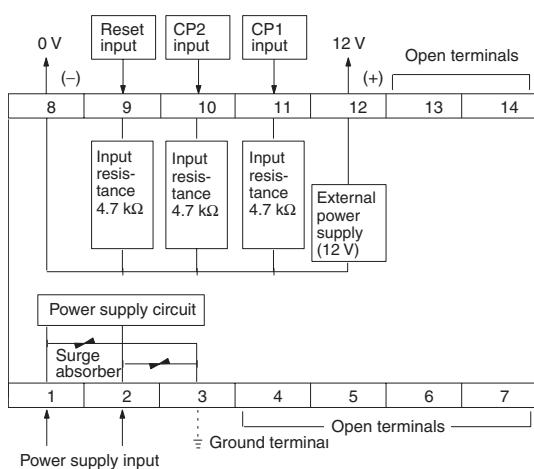 0 V
(–)
Reset
input
CP2
input
CP1
input
12 V
(+)
Open terminals
8 9 10 11 12 13 14
Input
resis-
tance
4.7 kΩ
Input
resis-
tance
4.7 kΩ
Input
resis-
tance
4.7 kΩ
External
power
supply
(12 V)
Power supply circuit
Surge
absorber
1 2 3 4 5 6 7
Open terminals
Ground terminal
Power supply input